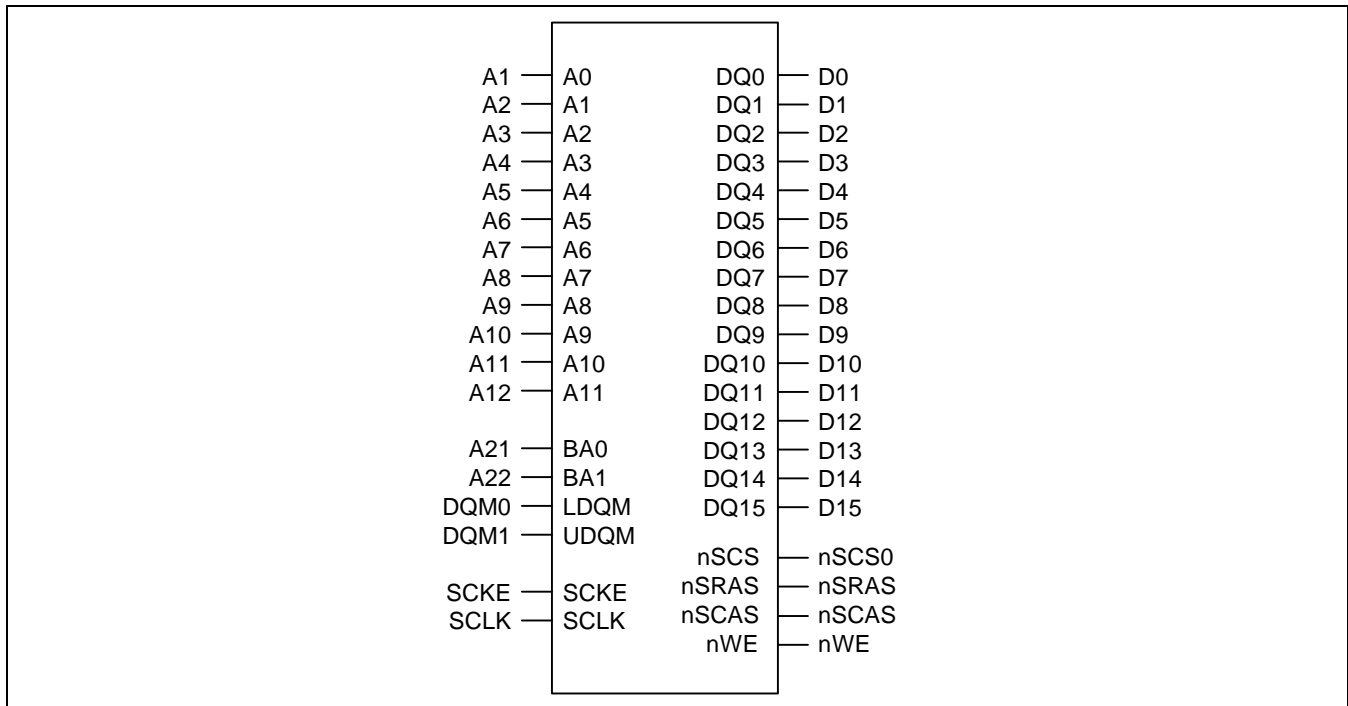 A1 A0 DQ0 D0
A2 A1 DQ1 D1
A3 A2 DQ2 D2
A4 A3 DQ3 D3
A5 A4 DQ4 D4
A6 A5 DQ5 D5
A7 A6 DQ6 D6
A8 A7 DQ7 D7
A9 A8 DQ8 D8
A10 A9 DQ9 D9
A11 A10 DQ10 D10
A12 A11 DQ11 D11
DQ12 D12
A21 BA0 DQ13 D13
A22 BA1 DQ14 D14
DQM0 LDQM DQ15 D15
DQM1 UDQM
nSCS nSCS0
SCKE SCKE nSRAS nSRAS
SCLK SCLK nSCAS nSCAS
nWE nWE